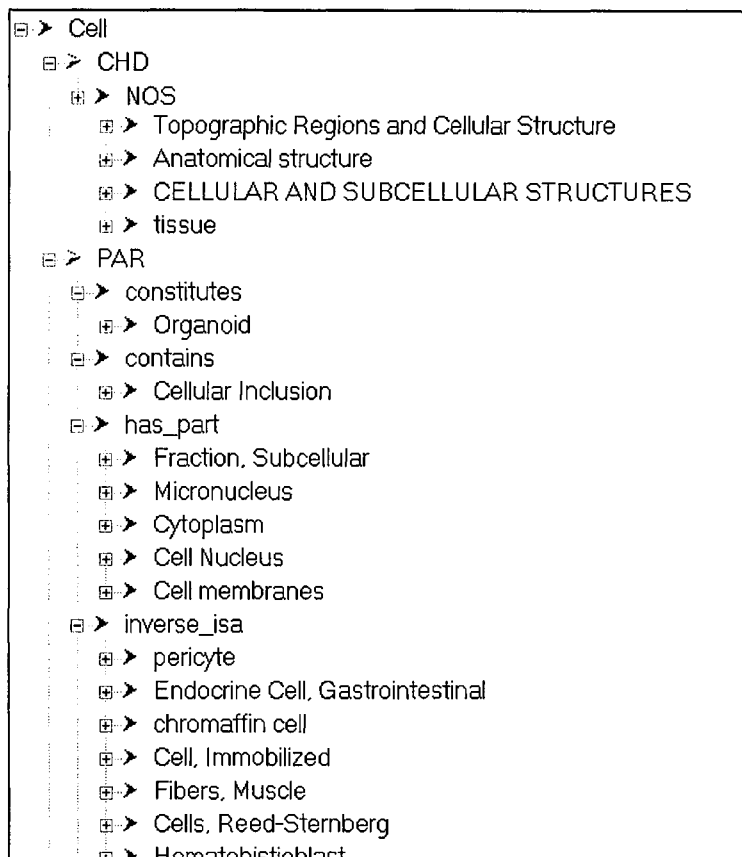 Cell
CHD
NOS
Topographic Regions and Cellular Structure
Anatomical structure
CELLULAR AND SUBCELLULAR STRUCTURES
tissue
PAR
constitutes
Organoid
contains
Cellular Inclusion
has_part
Fraction, Subcellular
Micronucleus
Cytoplasm
Cell Nucleus
Cell membranes
inverse_isa
pericyte
Endocrine Cell, Gastrointestinal
chromaffin cell
Cell, Immobilized
Fibers, Muscle
Cells, Reed-Sternberg